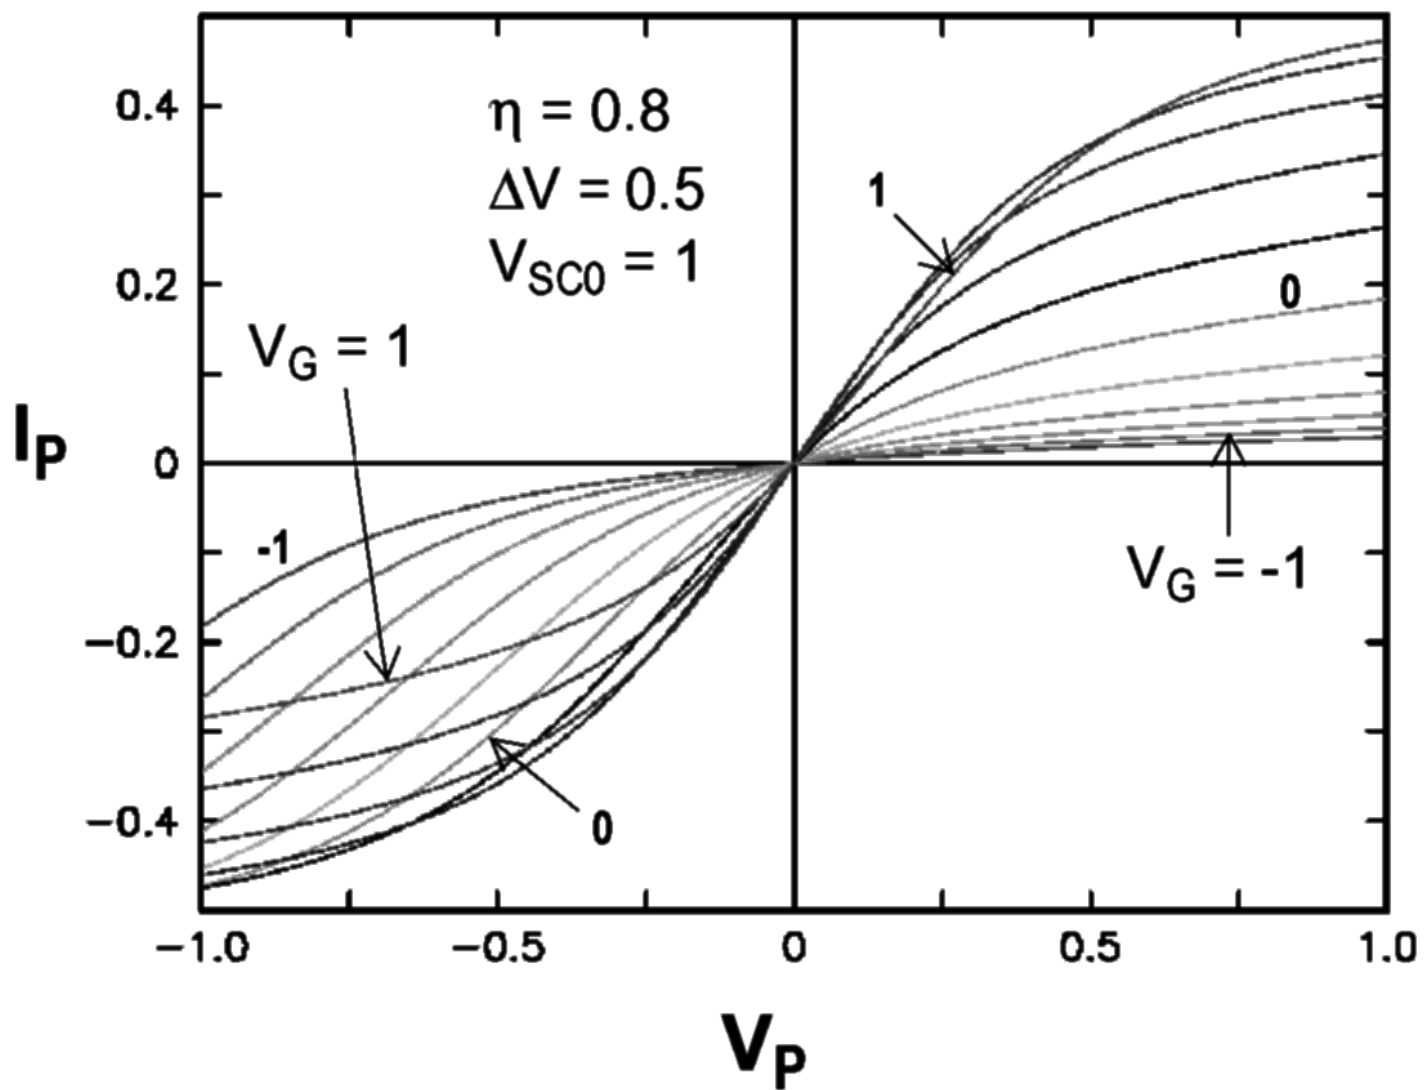 0.4
η = 0.8
ΔV = 0.5
V_SC0 = 1
1
0.2
0
V_G = 1
I_P
0
-1
V_G = -1
−0.2
−0.4
0
−1.0 −0.5 0 0.5 1.0
V_P